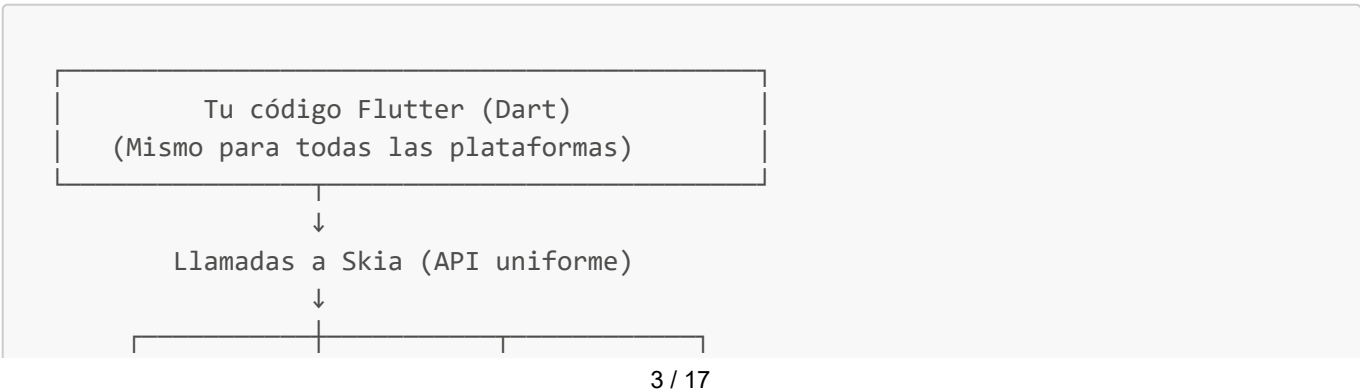 Tu código Flutter (Dart)
(Mismo para todas las plataformas)
Llamadas a Skia (API uniforme)
3 / 17